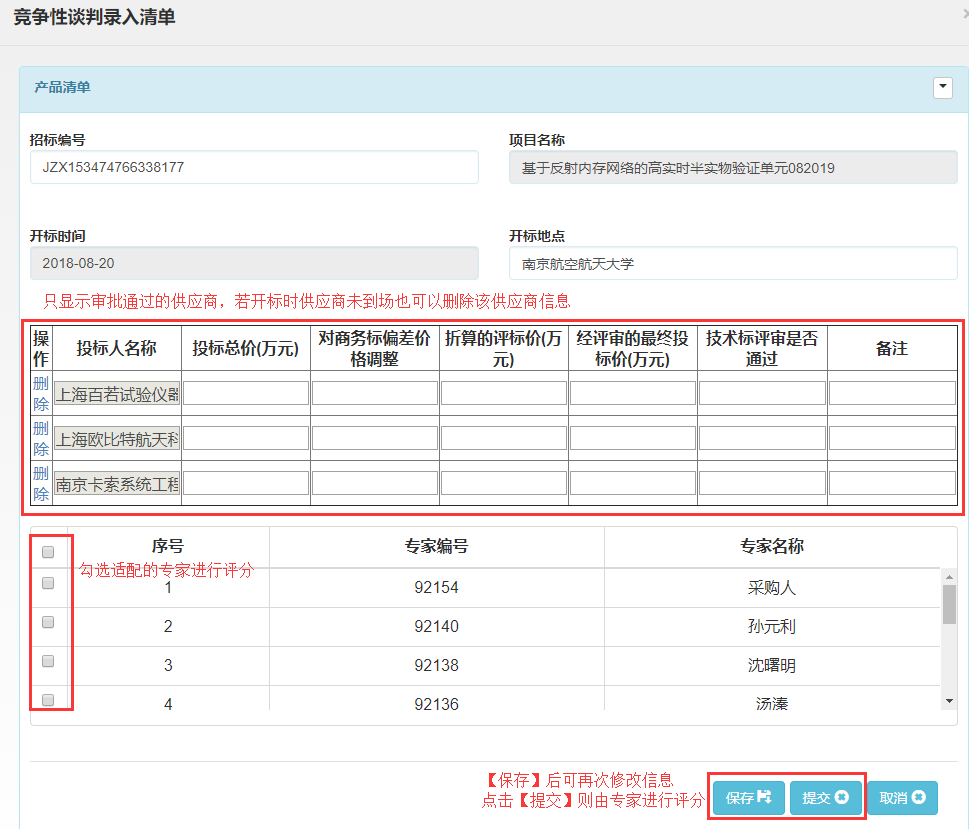 竞争性谈判录入清单
产品清单
招标编号 项目名称
JZX153474766338177 基于反射内存网络的高实时半实物验证单元082019
开标时间 开标地点
2018-08-20 南京航空航天大学
只显示审批通过的供应商，若开标时供应商未到场也可以删除该供应商信息
操作 投标人名称 投标总价(万元) 对商务标偏差价格调整 折算的评标价(万元) 经评审的最终投标价(万元) 技术标评审是否通过 备注
删除 上海百若试验仪器
删除 上海欧比特航天科
删除 南京卡索系统工程
序号 专家编号 专家名称
勾选适配的专家进行评分
1 92154 采购人
2 92140 孙元利
3 92138 沈曙明
4 92136 汤溱
【保存】后可再次修改信息
点击【提交】则由专家进行评分
保存 提交 取消